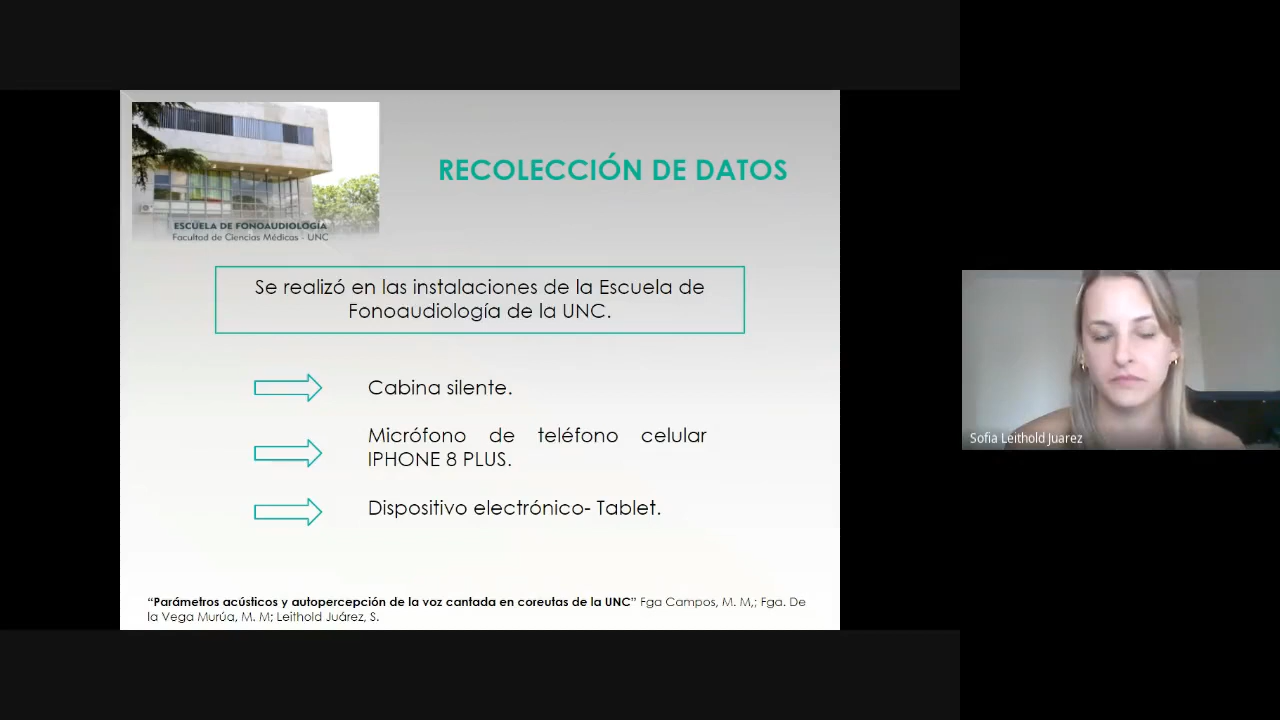 ESCUELA DE FONOAUDIOLOGÍA
Facultad de Ciencias Médicas - UNC
RECOLECCIÓN DE DATOS
Se realizó en las instalaciones de la Escuela de
Fonoaudiología de la UNC.
Cabina silente.
Micrófono de teléfono celular
IPHONE 8 PLUS.
Dispositivo electrónico- Tablet.
“Parámetros acústicos y autopercepción de la voz cantada en coreutas de la UNC” Fga Campos, M. M,; Fga. De
la Vega Murúa, M. M; Leithold Juárez, S.
Sofia Leithold Juarez